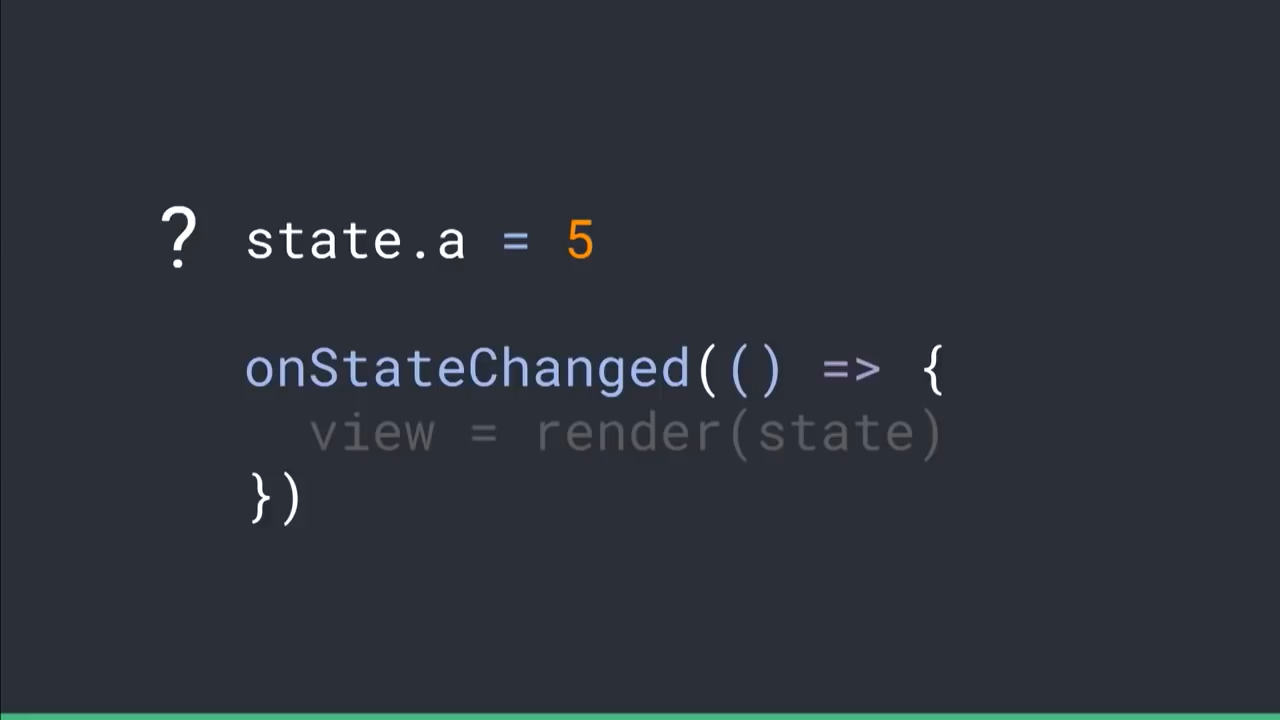 ? state.a = 5
onStateChanged(() => {
view = render(state)
})